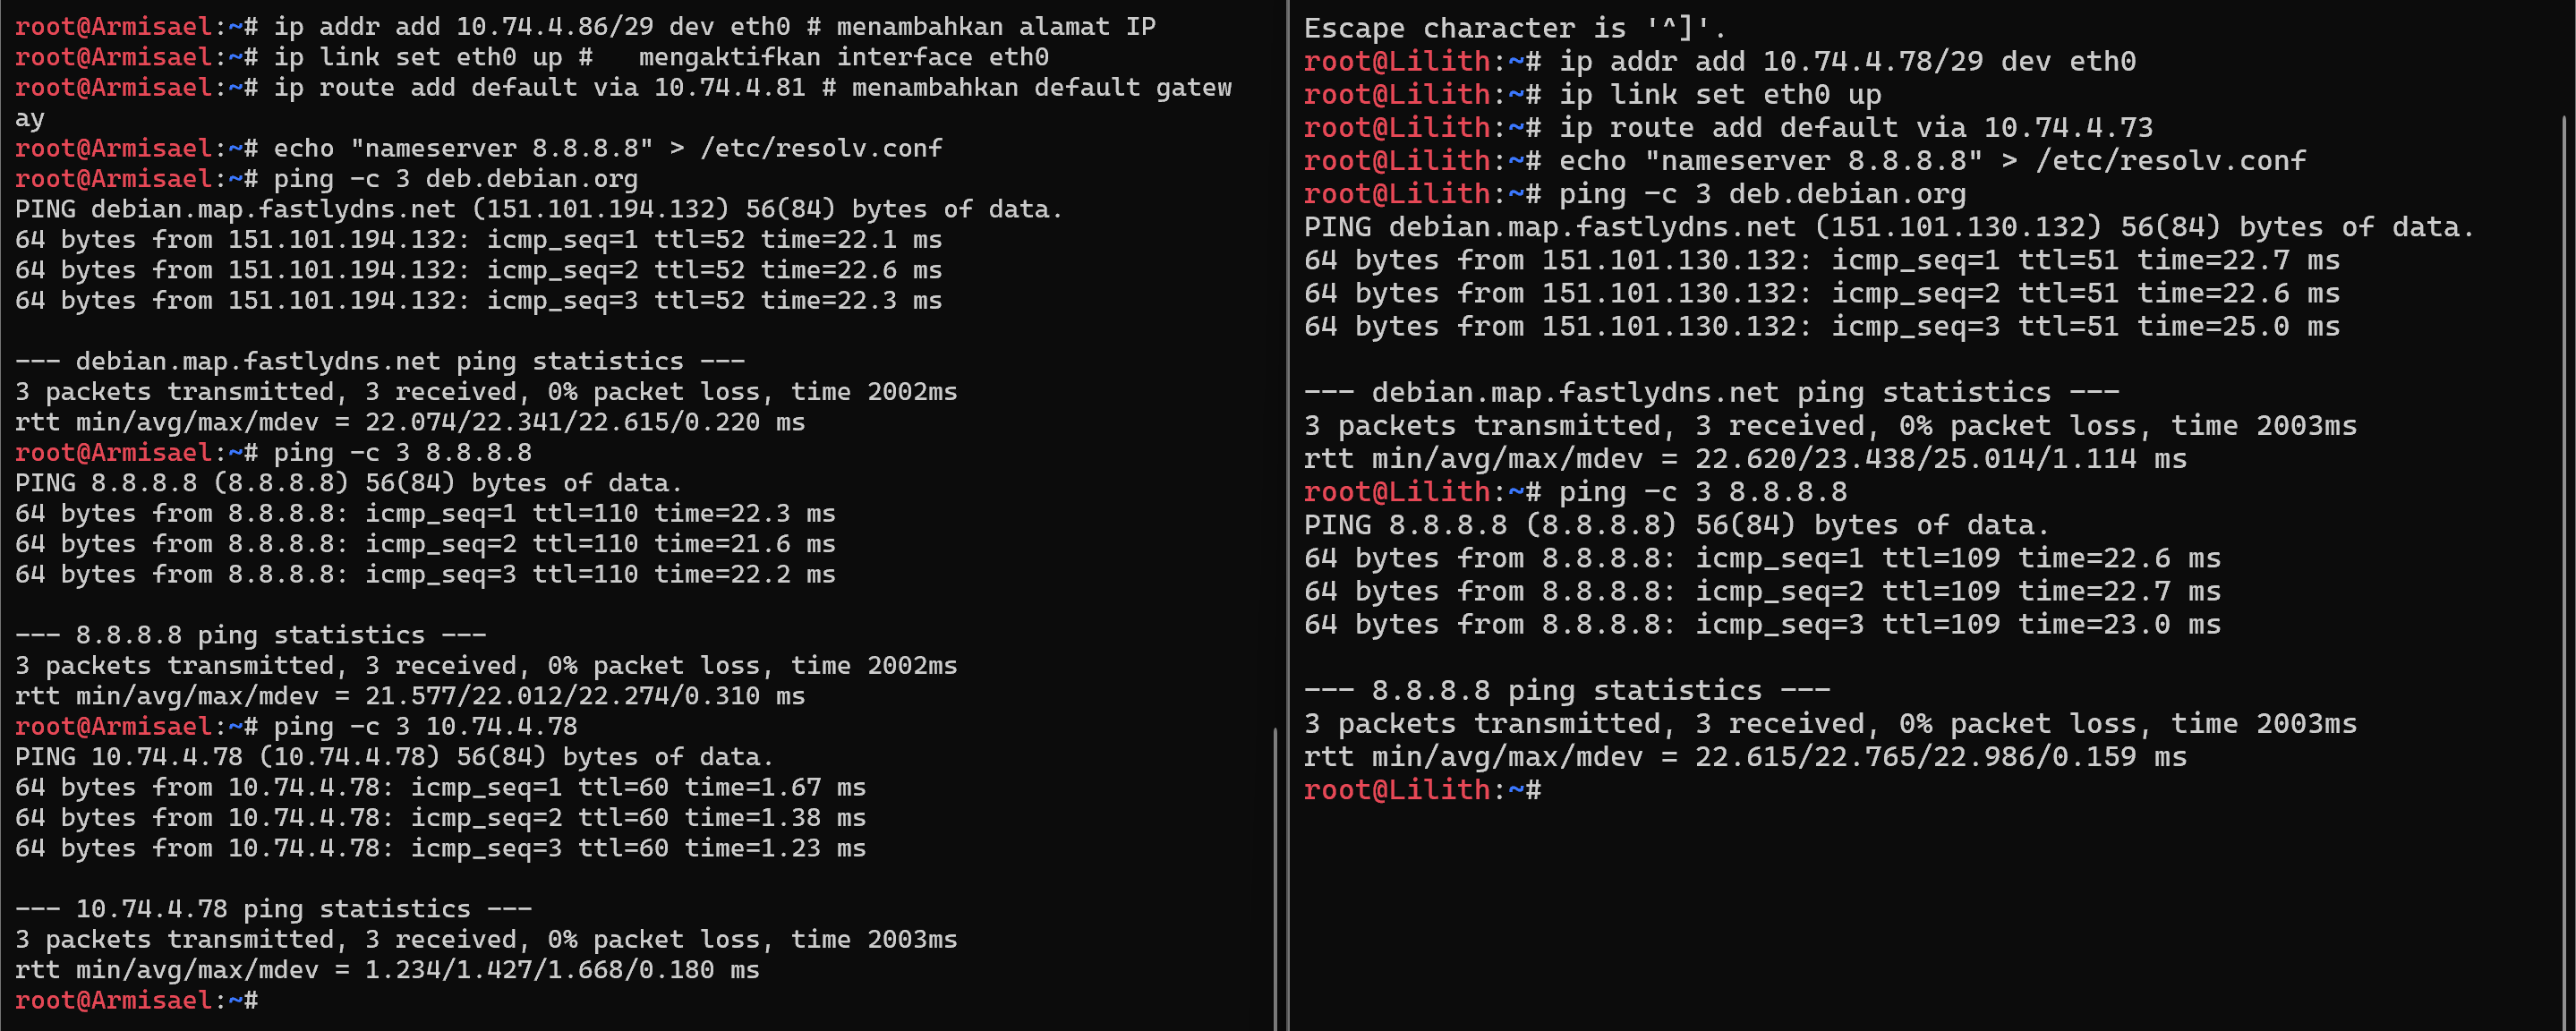 root@Armisael:~# ip addr add 10.74.4.86/29 dev eth0 # menambahkan alamat IP
root@Armisael:~# ip link set eth0 up #   mengaktifkan interface eth0
root@Armisael:~# ip route add default via 10.74.4.81 # menambahkan default gatew
ay
root@Armisael:~# echo "nameserver 8.8.8.8" > /etc/resolv.conf
root@Armisael:~# ping -c 3 deb.debian.org
PING debian.map.fastlydns.net (151.101.194.132) 56(84) bytes of data.
64 bytes from 151.101.194.132: icmp_seq=1 ttl=52 time=22.1 ms
64 bytes from 151.101.194.132: icmp_seq=2 ttl=52 time=22.6 ms
64 bytes from 151.101.194.132: icmp_seq=3 ttl=52 time=22.3 ms

--- debian.map.fastlydns.net ping statistics ---
3 packets transmitted, 3 received, 0% packet loss, time 2002ms
rtt min/avg/max/mdev = 22.074/22.341/22.615/0.220 ms
root@Armisael:~# ping -c 3 8.8.8.8
PING 8.8.8.8 (8.8.8.8) 56(84) bytes of data.
64 bytes from 8.8.8.8: icmp_seq=1 ttl=110 time=22.3 ms
64 bytes from 8.8.8.8: icmp_seq=2 ttl=110 time=21.6 ms
64 bytes from 8.8.8.8: icmp_seq=3 ttl=110 time=22.2 ms

--- 8.8.8.8 ping statistics ---
3 packets transmitted, 3 received, 0% packet loss, time 2002ms
rtt min/avg/max/mdev = 21.577/22.012/22.274/0.310 ms
root@Armisael:~# ping -c 3 10.74.4.78
PING 10.74.4.78 (10.74.4.78) 56(84) bytes of data.
64 bytes from 10.74.4.78: icmp_seq=1 ttl=60 time=1.67 ms
64 bytes from 10.74.4.78: icmp_seq=2 ttl=60 time=1.38 ms
64 bytes from 10.74.4.78: icmp_seq=3 ttl=60 time=1.23 ms

--- 10.74.4.78 ping statistics ---
3 packets transmitted, 3 received, 0% packet loss, time 2003ms
rtt min/avg/max/mdev = 1.234/1.427/1.668/0.180 ms
root@Armisael:~#
Escape character is '^]'.
root@Lilith:~# ip addr add 10.74.4.78/29 dev eth0
root@Lilith:~# ip link set eth0 up
root@Lilith:~# ip route add default via 10.74.4.73
root@Lilith:~# echo "nameserver 8.8.8.8" > /etc/resolv.conf
root@Lilith:~# ping -c 3 deb.debian.org
PING debian.map.fastlydns.net (151.101.130.132) 56(84) bytes of data.
64 bytes from 151.101.130.132: icmp_seq=1 ttl=51 time=22.7 ms
64 bytes from 151.101.130.132: icmp_seq=2 ttl=51 time=22.6 ms
64 bytes from 151.101.130.132: icmp_seq=3 ttl=51 time=25.0 ms

--- debian.map.fastlydns.net ping statistics ---
3 packets transmitted, 3 received, 0% packet loss, time 2003ms
rtt min/avg/max/mdev = 22.620/23.438/25.014/1.114 ms
root@Lilith:~# ping -c 3 8.8.8.8
PING 8.8.8.8 (8.8.8.8) 56(84) bytes of data.
64 bytes from 8.8.8.8: icmp_seq=1 ttl=109 time=22.6 ms
64 bytes from 8.8.8.8: icmp_seq=2 ttl=109 time=22.7 ms
64 bytes from 8.8.8.8: icmp_seq=3 ttl=109 time=23.0 ms

--- 8.8.8.8 ping statistics ---
3 packets transmitted, 3 received, 0% packet loss, time 2003ms
rtt min/avg/max/mdev = 22.615/22.765/22.986/0.159 ms
root@Lilith:~#